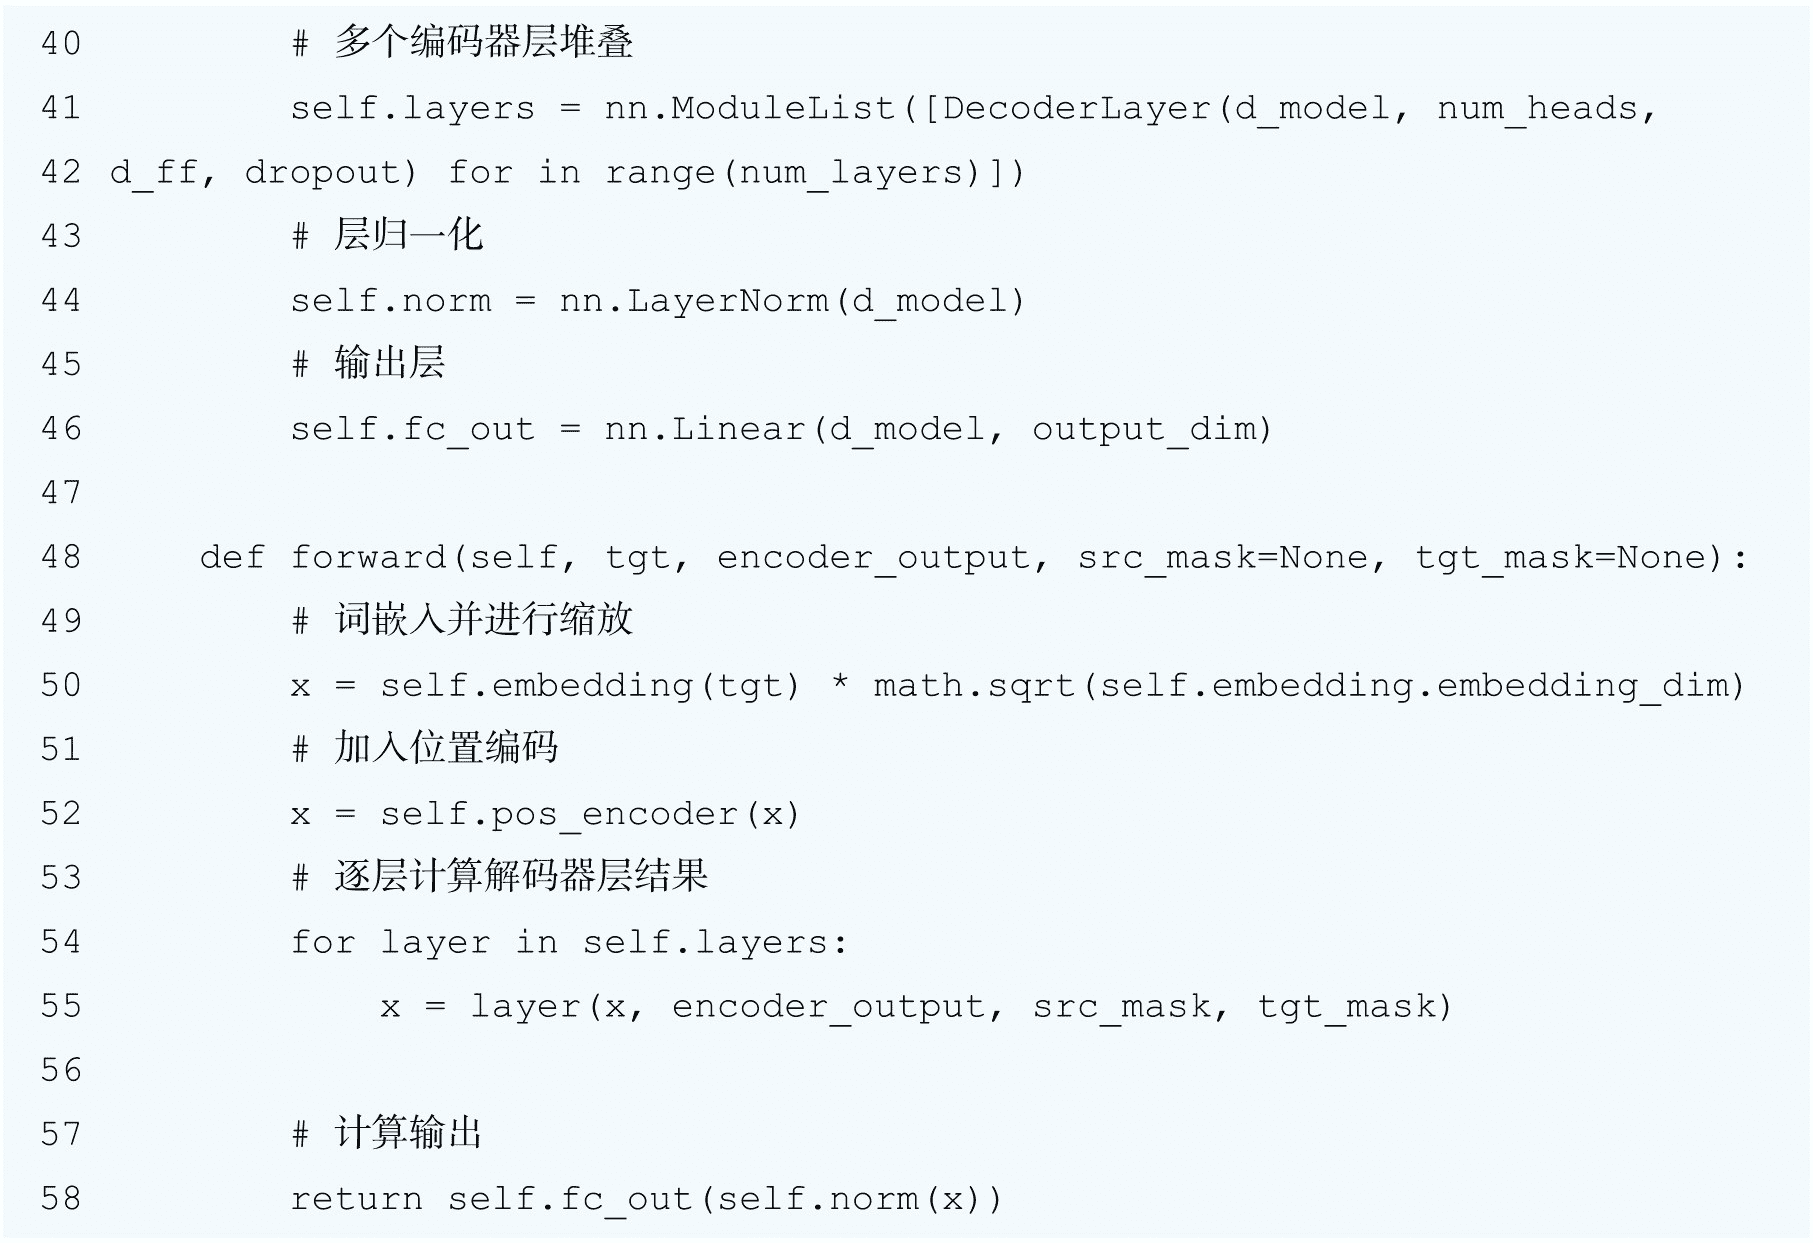 40         # 多个编码器层堆叠
41         self.layers = nn.ModuleList([DecoderLayer(d_model, num_heads,
42 d_ff, dropout) for in range(num_layers)])
43         # 层归一化
44         self.norm = nn.LayerNorm(d_model)
45         # 输出层
46         self.fc_out = nn.Linear(d_model, output_dim)
47
48     def forward(self, tgt, encoder_output, src_mask=None, tgt_mask=None):
49         # 词嵌入并进行缩放
50         x = self.embedding(tgt) * math.sqrt(self.embedding.embedding_dim)
51         # 加入位置编码
52         x = self.pos_encoder(x)
53         # 逐层计算解码器层结果
54         for layer in self.layers:
55             x = layer(x, encoder_output, src_mask, tgt_mask)
56
57         # 计算输出
58         return self.fc_out(self.norm(x))